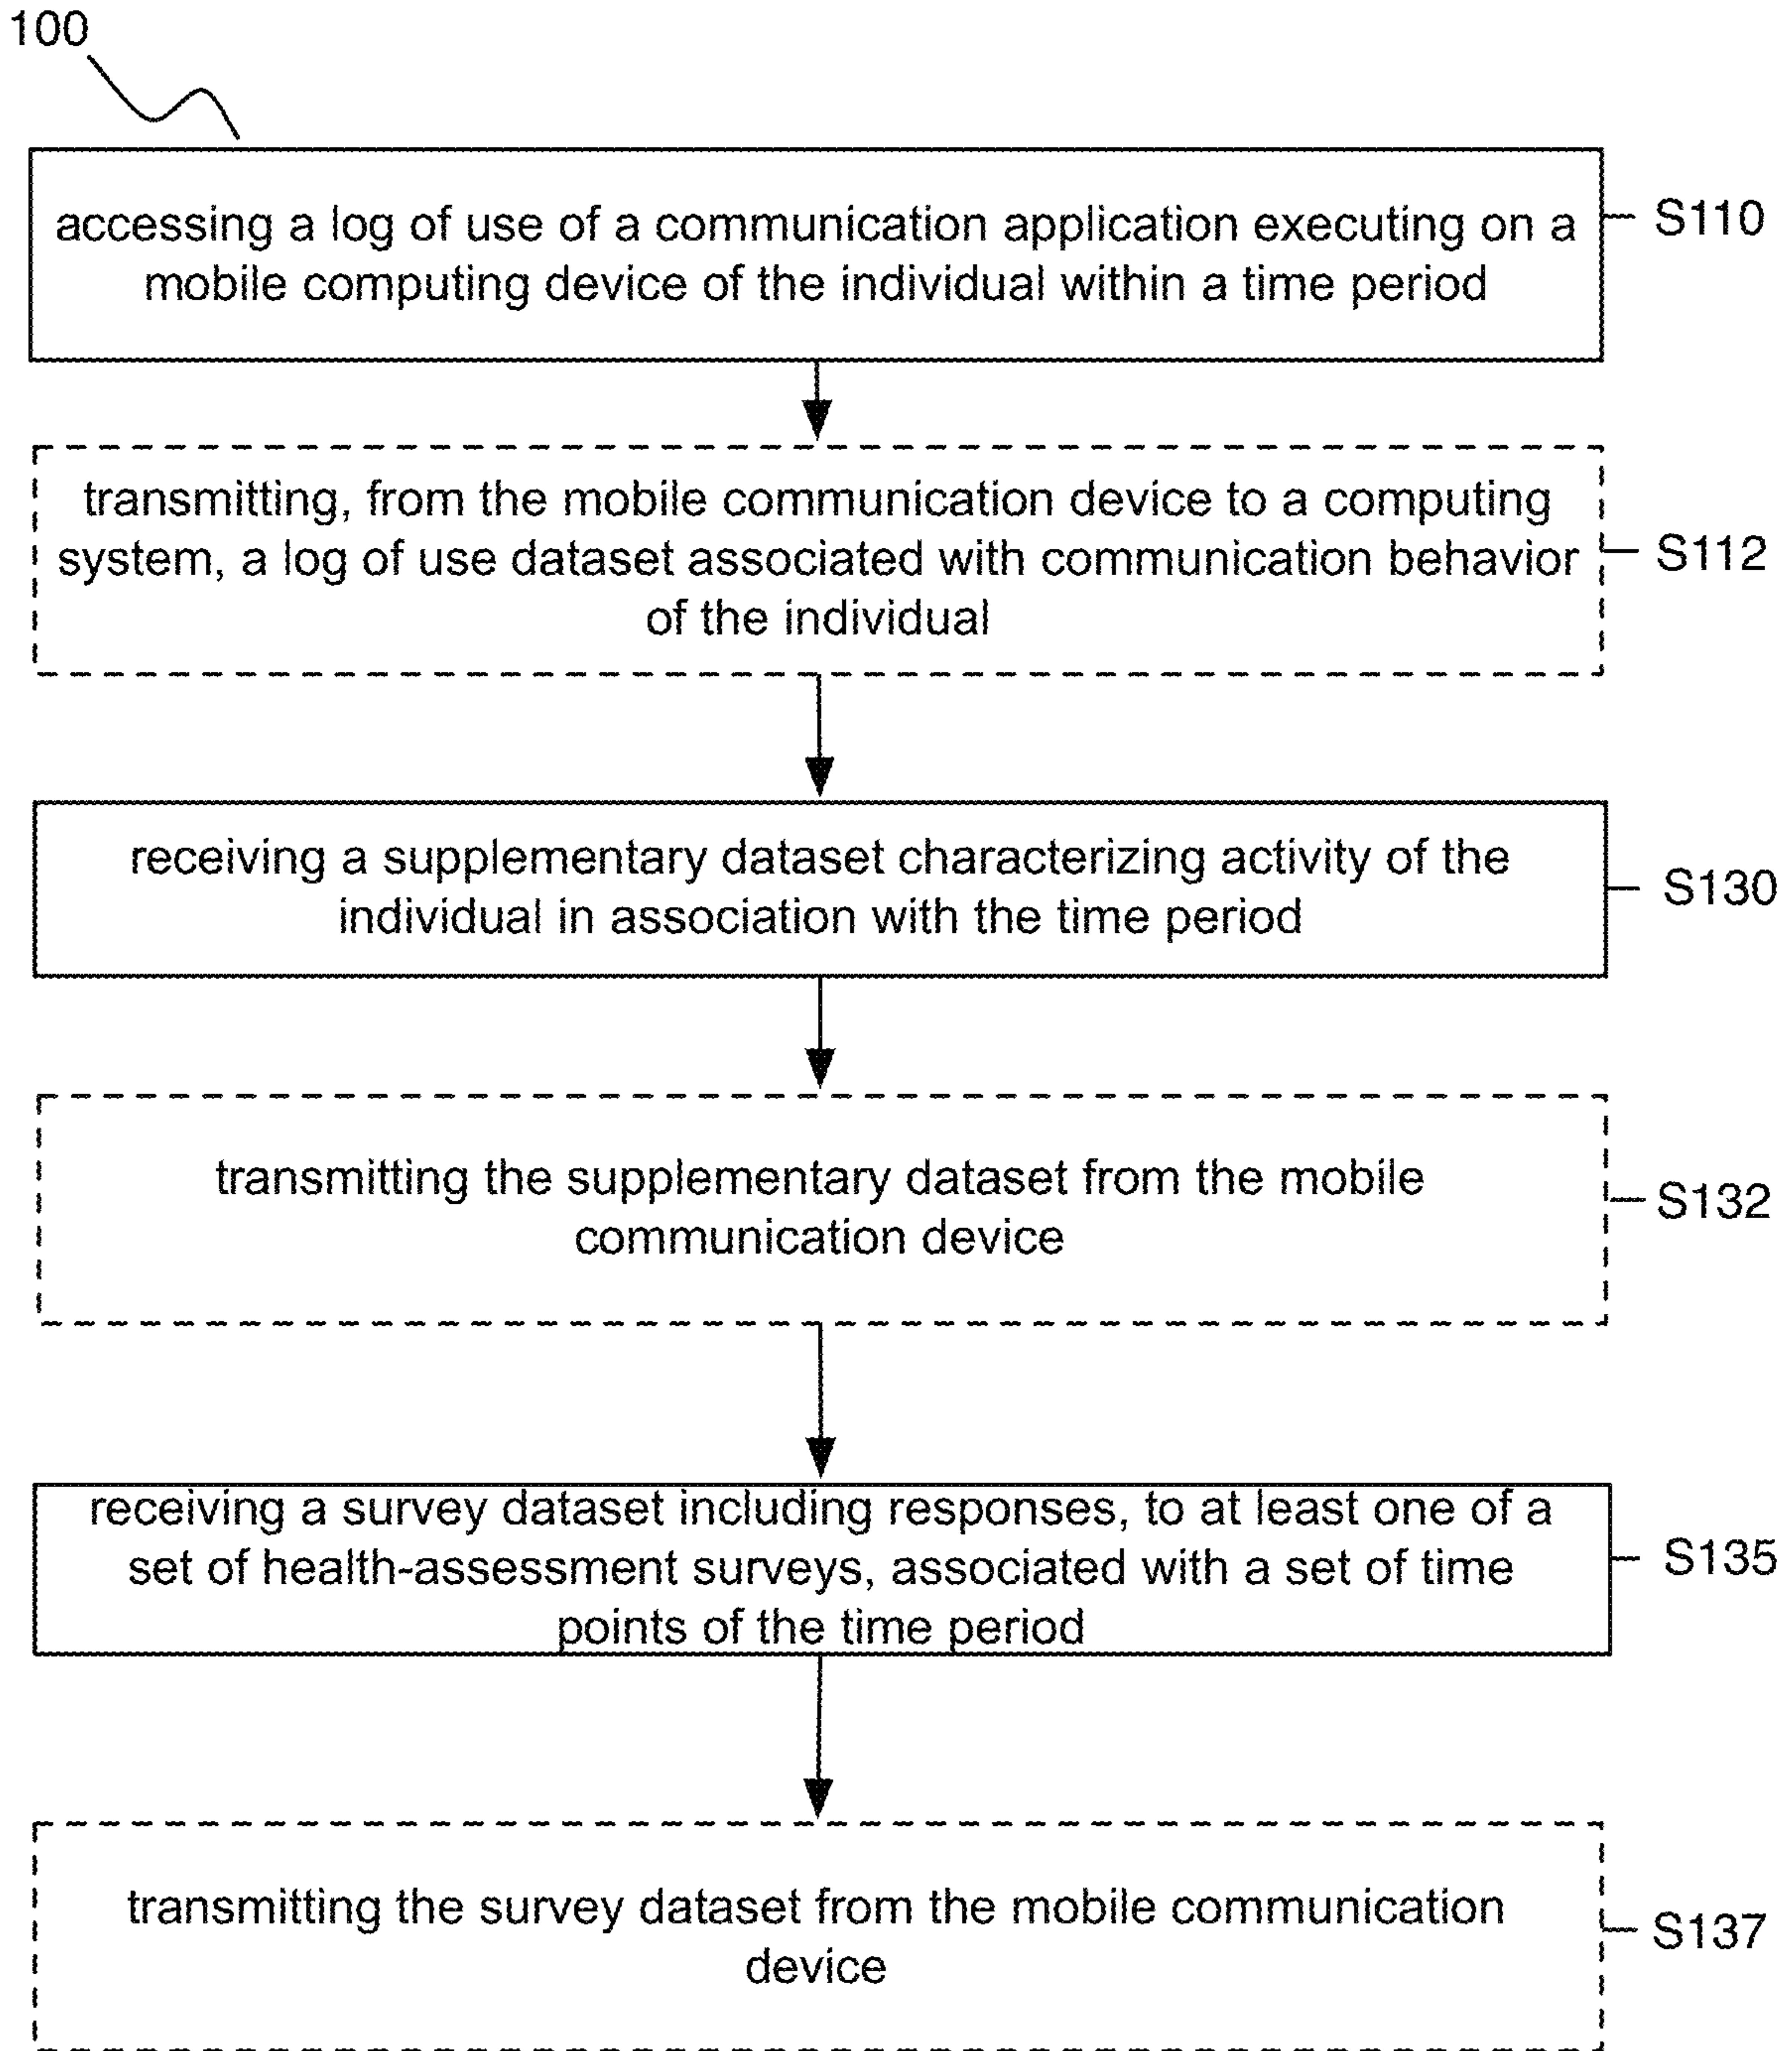 100
accessing a log of use of a communication application executing on a
mobile computing device of the individual within a time period
S110
transmitting, from the mobile communication device to a computing
system, a log of use dataset associated with communication behavior
of the individual
S112
receiving a supplementary dataset characterizing activity of the
individual in association with the time period
S130
transmitting the supplementary dataset from the mobile
communication device
S132
receiving a survey dataset including responses, to at least one of a
set of health-assessment surveys, associated with a set of time
points of the time period
S135
transmitting the survey dataset from the mobile communication
device
S137